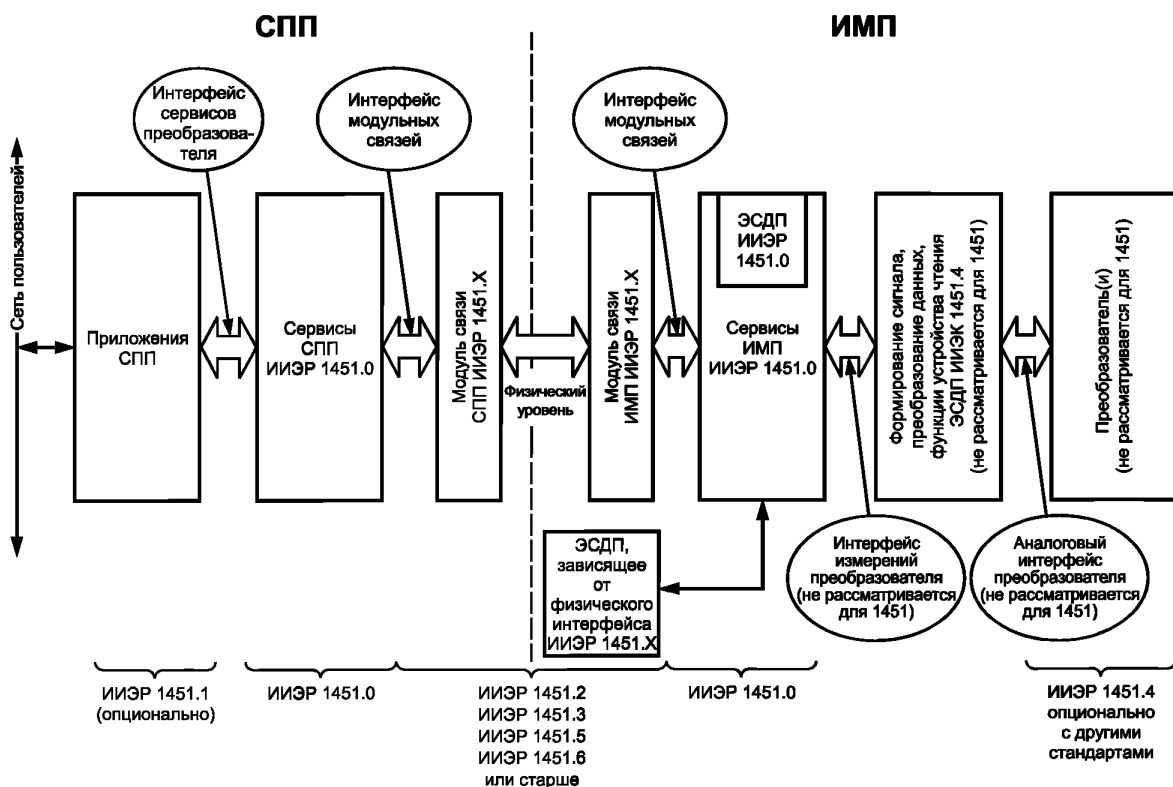 СПП
ИМП
Интерфейс
сервисов
преобразова-
теля
Интерфейс
модульных
связей
Интерфейс
модульных
связей
Сеть пользователей
Приложения
СПП
Сервисы
СПП
ИИЭР 1451.0
Модуль связи
СПП ИИЭР 1451.X
Физический
уровень
Модуль связи
ИМП ИИЭР 1451.X
ЭСДП
ИИЭР
1451.0
Сервисы
ИМП
ИИЭР 1451.0
Формирование сигнала,
преобразование данных,
функции устройства чтения
ЭСДП ИИЭК 1451.4
(не рассматривается для 1451)
Преобразователь(и)
(не рассматривается для 1451)
ЭСДП,
зависящее
от
физического
интерфейса
ИИЭР 1451.X
Интерфейс
измерений
преобразователя
(не рассматривается
для 1451)
Аналоговый
интерфейс
преобразователя
(не рассматривается
для 1451)
ИИЭР 1451.1
(опционально)
ИИЭР 1451.0
ИИЭР 1451.2
ИИЭР 1451.3
ИИЭР 1451.5
ИИЭР 1451.6
или старше
ИИЭР 1451.0
ИИЭР 1451.4
опционально
с другими
стандартами